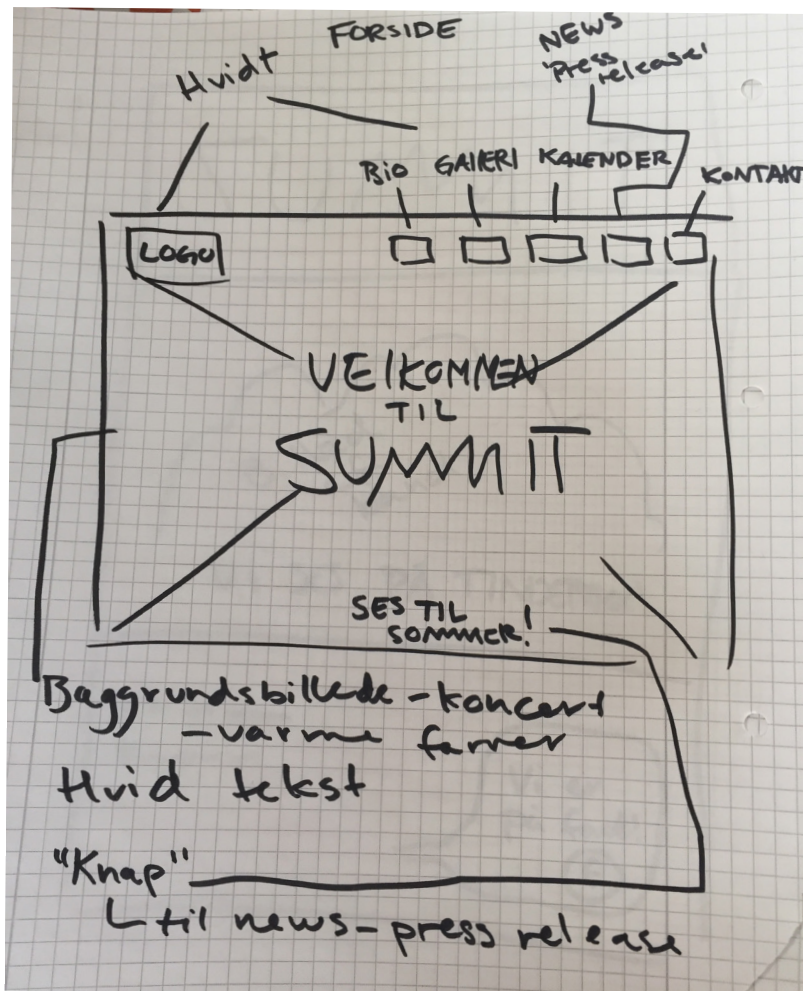 FORSIDE
NEWS
'Press
release'
Hvidt
BiO GALLERI KALENDER
KONTAKT
LOGO
VELKOMMEN
TIL
SUMMIT
SES TIL
SOMMER!
Baggrundsbillede - koncert
- varme farver
Hvid tekst
"Knap"
til news - press release